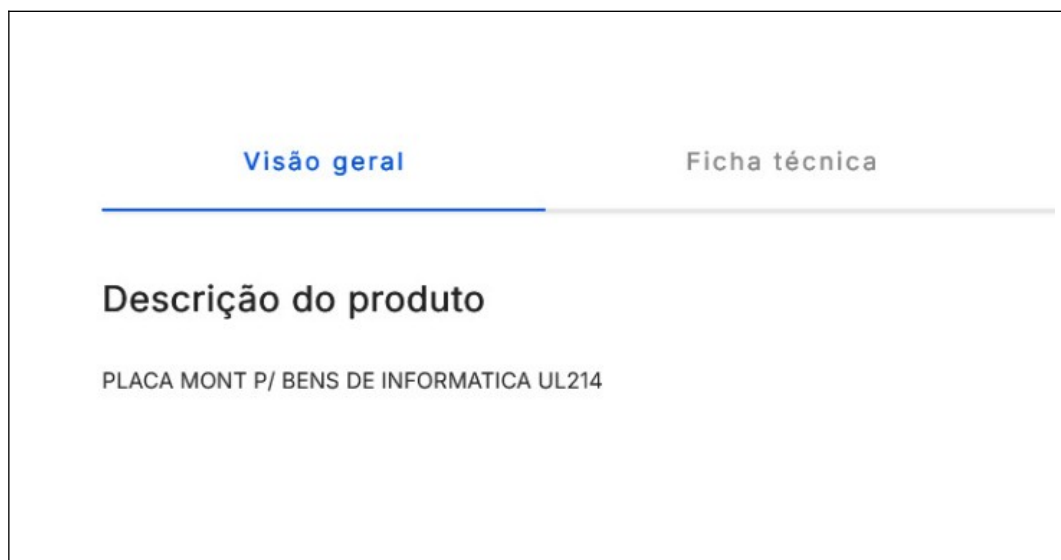 Visão geral
Ficha técnica
Descrição do produto
PLACA MONT P/ BENS DE INFORMATICA UL214